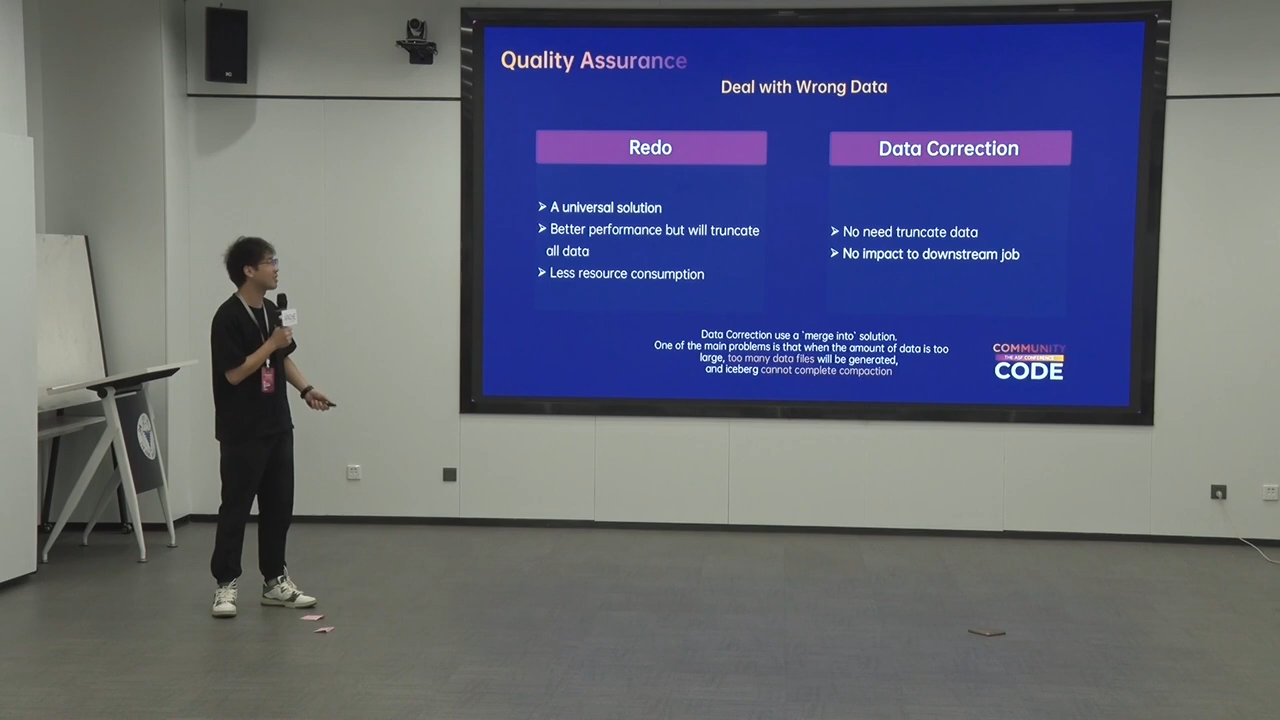 Quality Assurance
Deal with Wrong Data
Redo
➢ A universal solution
➢ Better performance but will truncate
all data
➢ Less resource consumption
Data Correction
➢ No need truncate data
➢ No impact to downstream job
Data Correction use a `merge into` solution.
One of the main problems is that when the amount of data is too
large, too many data files will be generated,
and iceberg cannot complete compaction
COMMUNITY
THE ASF CONFERENCE
CODE